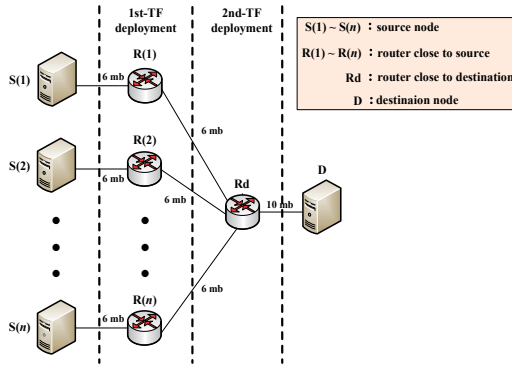 1st-TF
deployment
2nd-TF
deployment
S(1) ~ S(n) : source node
R(1) ~ R(n) : router close to source
Rd : router close to destination
D : destinaion node
R(1)
S(1)
6 mb
6 mb
R(2)
S(2)
6 mb
6 mb
Rd
D
10 mb
R(n)
6 mb
S(n)
6 mb